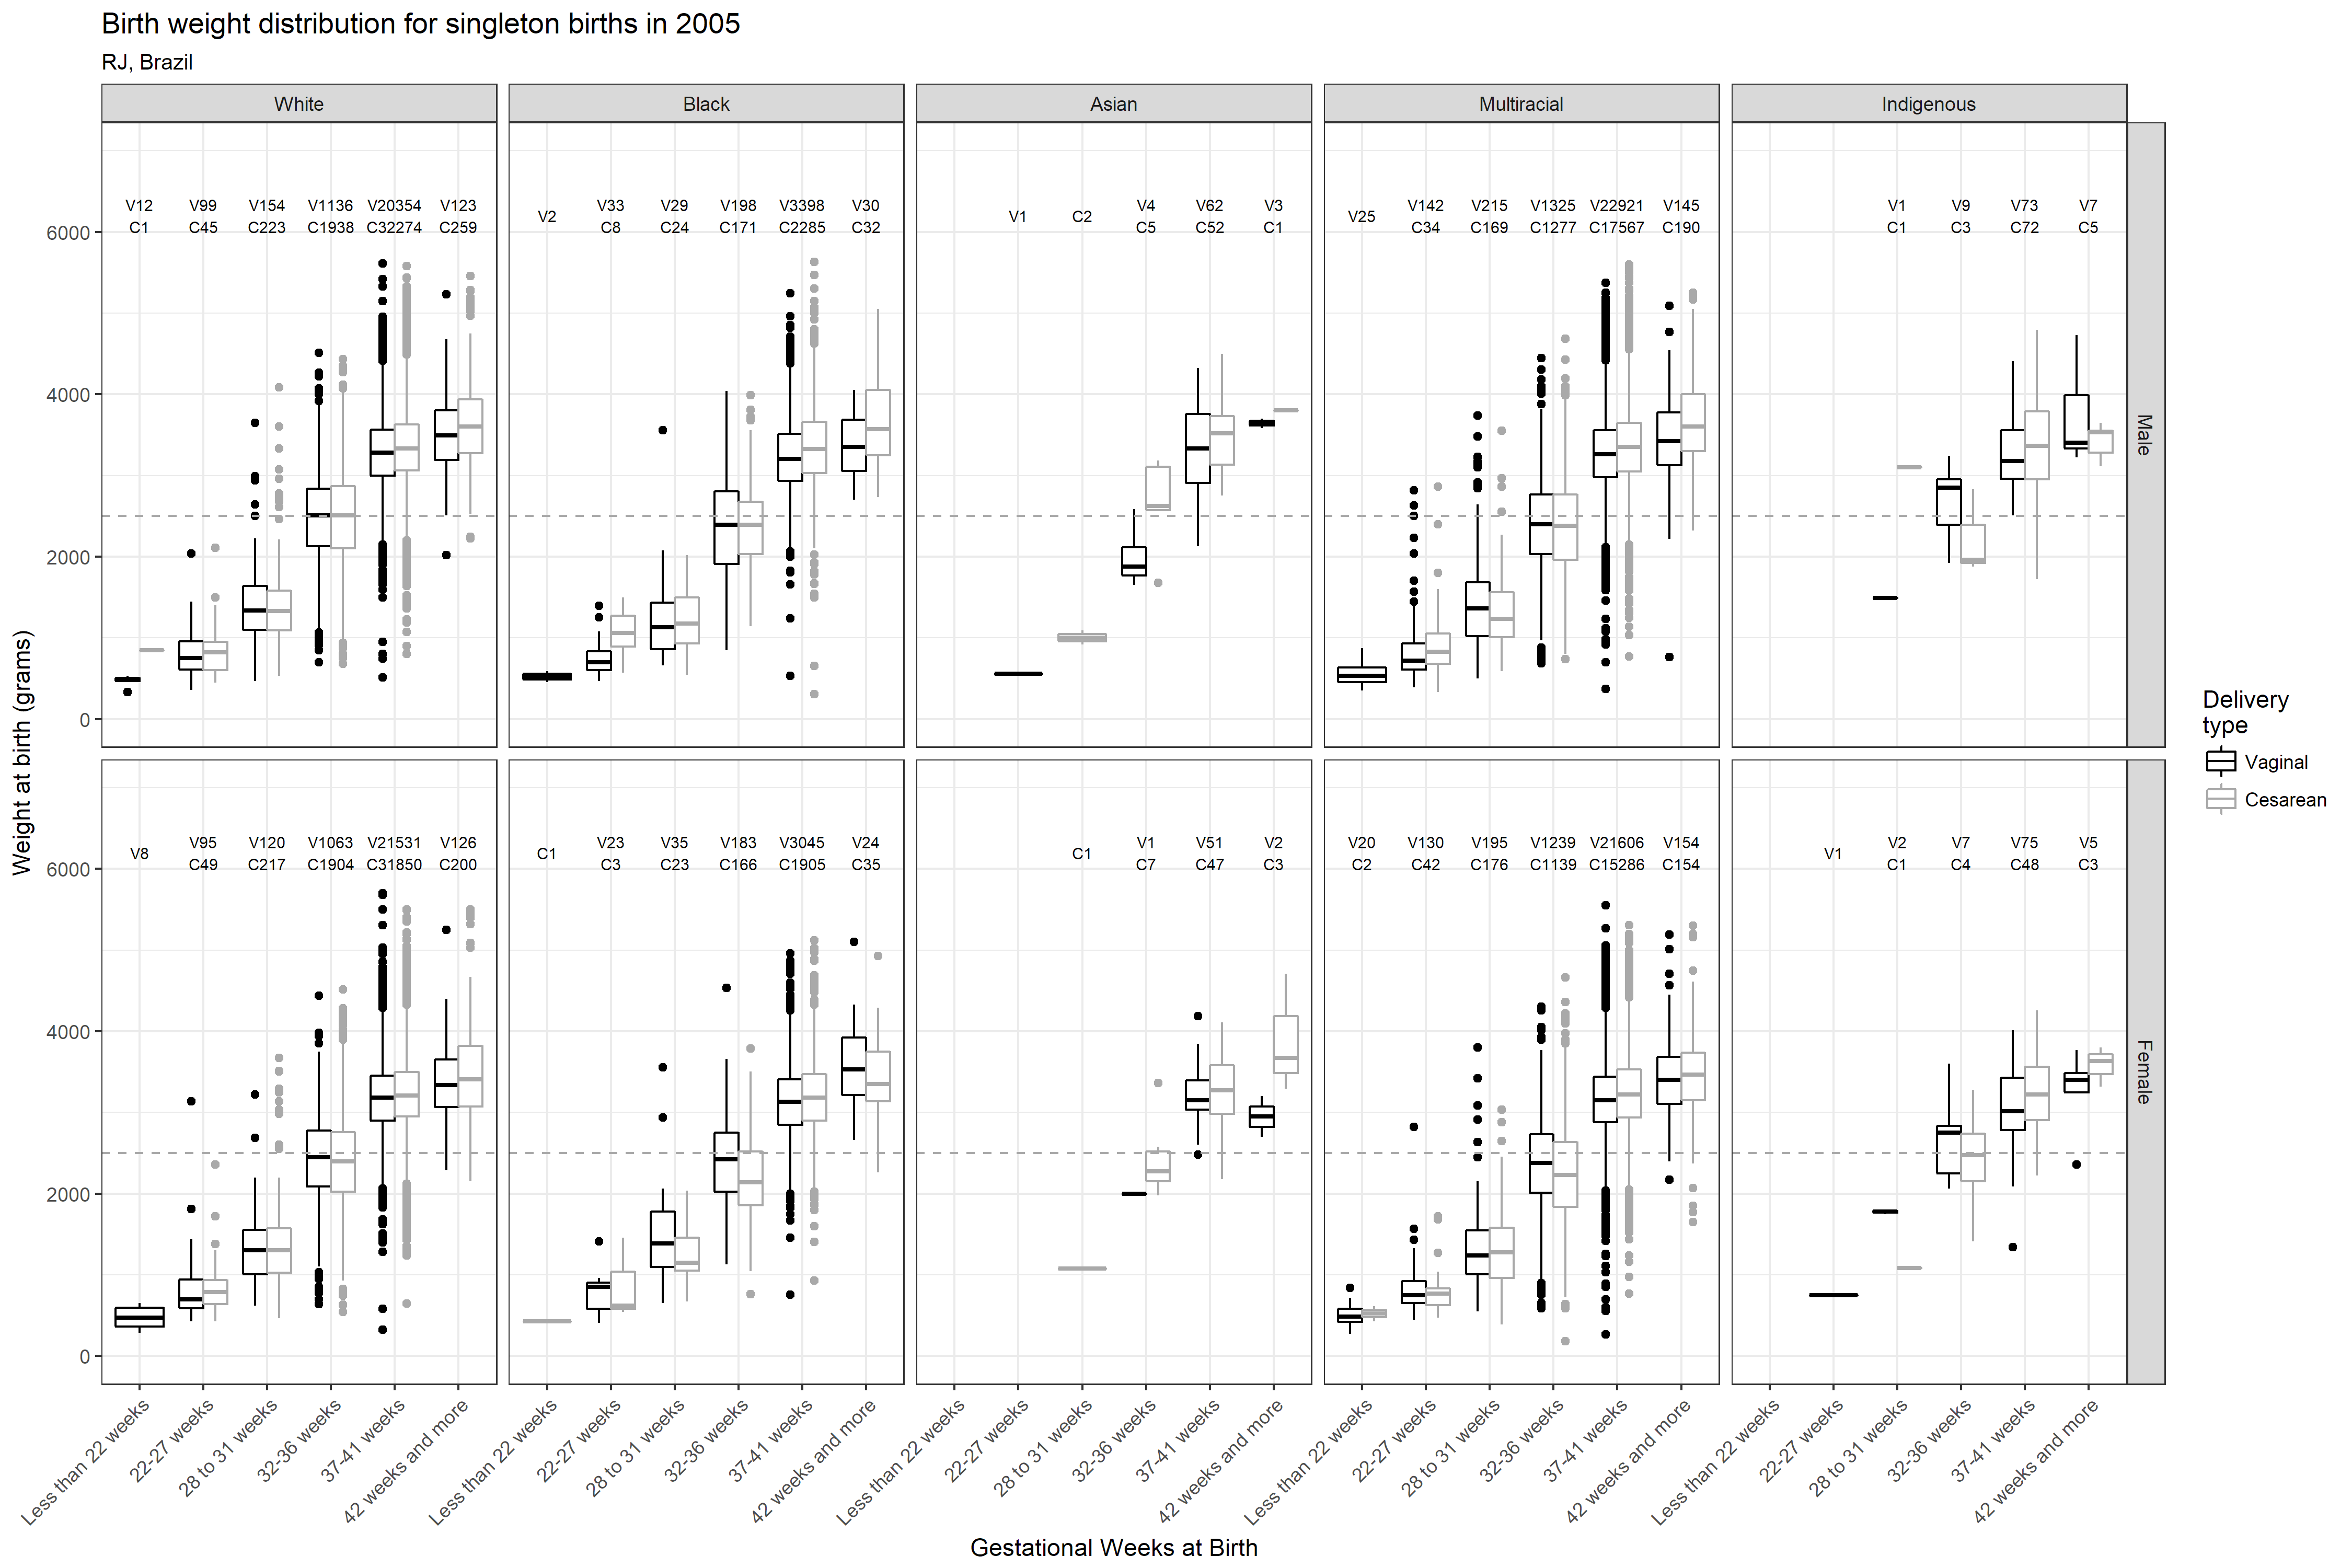 Birth weight distribution for singleton births in 2005
RJ, Brazil
White Black Asian Multiracial Indigenous
V12 V99 V154 V1136 V20354 V123
C1 C45 C223 C1938 C32274 C259
V2 V33 V29 V198 V3398 V30
C8 C24 C171 C2285 C32
V1 C2 V4 V62 V3
C5 C52 C1
V25 V142 V215 V1325 V22921 V145
C34 C169 C1277 C17567 C190
V1 V9 V73 V7
C1 C3 C72 C5
6000
4000
2000
0
Male
V8 V95 V120 V1063 V21531 V126
C49 C217 C1904 C31850 C200
C1 V23 V35 V183 V3045 V24
C3 C23 C166 C1905 C35
C1 V1 V51 V2
C7 C47 C3
V20 V130 V195 V1239 V21606 V154
C2 C42 C176 C1139 C15286 C154
V1 V2 V7 V75 V5
C1 C4 C48 C3
6000
4000
2000
0
Female
Weight at birth (grams)
Less than 22 weeks
22-27 weeks
28 to 31 weeks
32-36 weeks
37-41 weeks
42 weeks and more
Less than 22 weeks
22-27 weeks
28 to 31 weeks
32-36 weeks
37-41 weeks
42 weeks and more
Less than 22 weeks
22-27 weeks
28 to 31 weeks
32-36 weeks
37-41 weeks
42 weeks and more
Less than 22 weeks
22-27 weeks
28 to 31 weeks
32-36 weeks
37-41 weeks
42 weeks and more
Less than 22 weeks
22-27 weeks
28 to 31 weeks
32-36 weeks
37-41 weeks
42 weeks and more
Gestational Weeks at Birth
Delivery
type
Vaginal
Cesarean